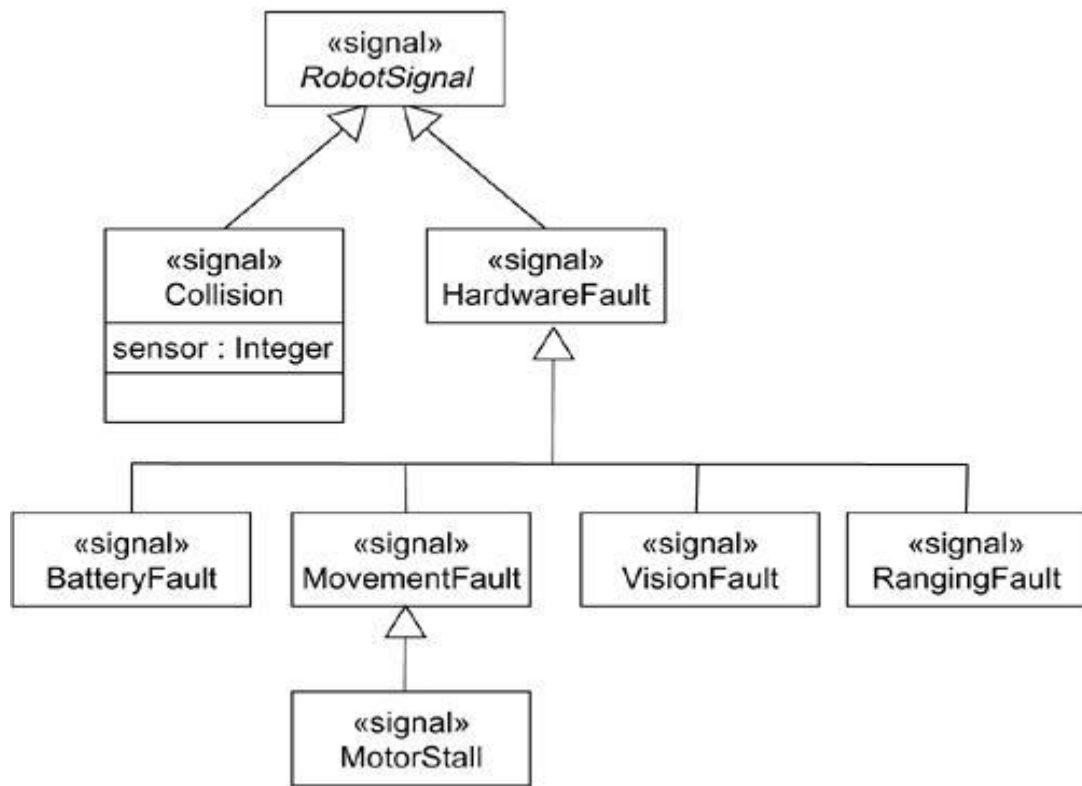 «signal»
RobotSignal
«signal»
Collision
sensor : Integer
«signal»
HardwareFault
«signal»
BatteryFault
«signal»
MovementFault
«signal»
VisionFault
«signal»
RangingFault
«signal»
MotorStall